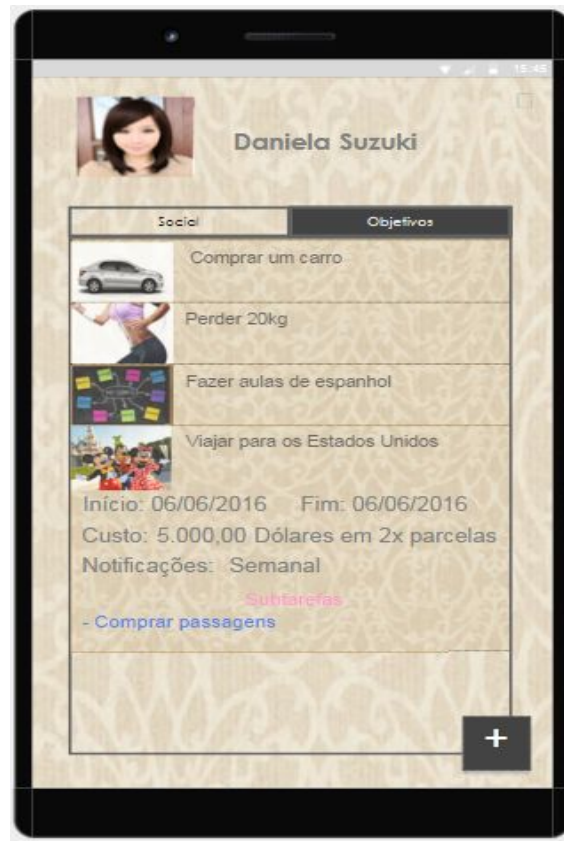 15:45
Daniela Suzuki
Social Objetivos
Comprar um carro
Perder 20kg
Fazer aulas de espanhol
Viajar para os Estados Unidos
Início: 06/06/2016 Fim: 06/06/2016
Custo: 5.000,00 Dólares em 2x parcelas
Notificações: Semanal
Subtarefas
- Comprar passagens
+